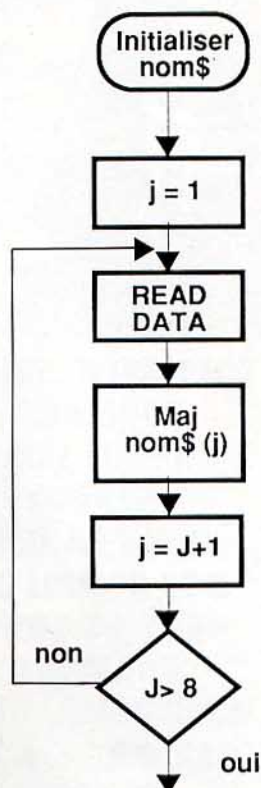 Initialiser
nom$
j = 1
READ
DATA
Maj
nom$ (j)
j = J+1
non
J> 8
oui